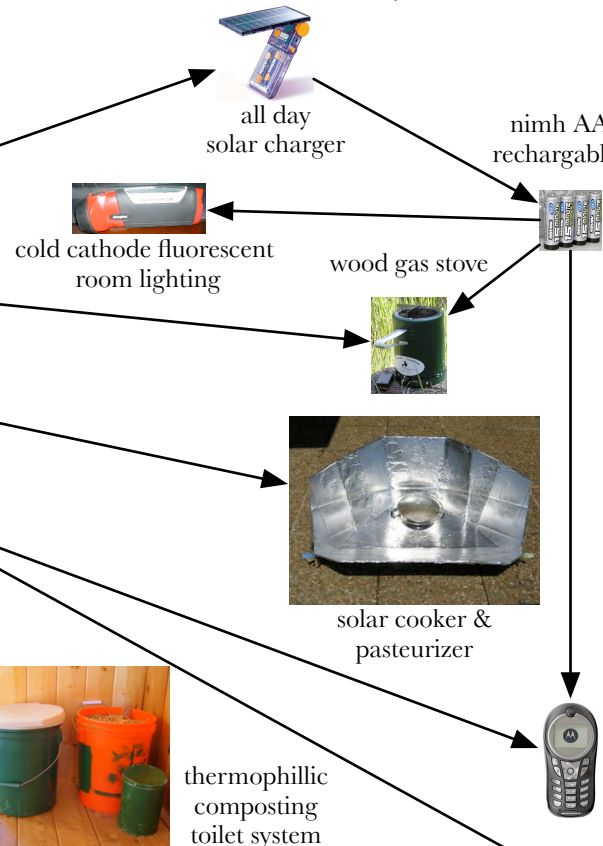 all day
solar charger
nimh AA
rechargabl
cold cathode fluorescent
room lighting
wood gas stove
solar cooker &
pasteurizer
thermophillic
composting
toilet system